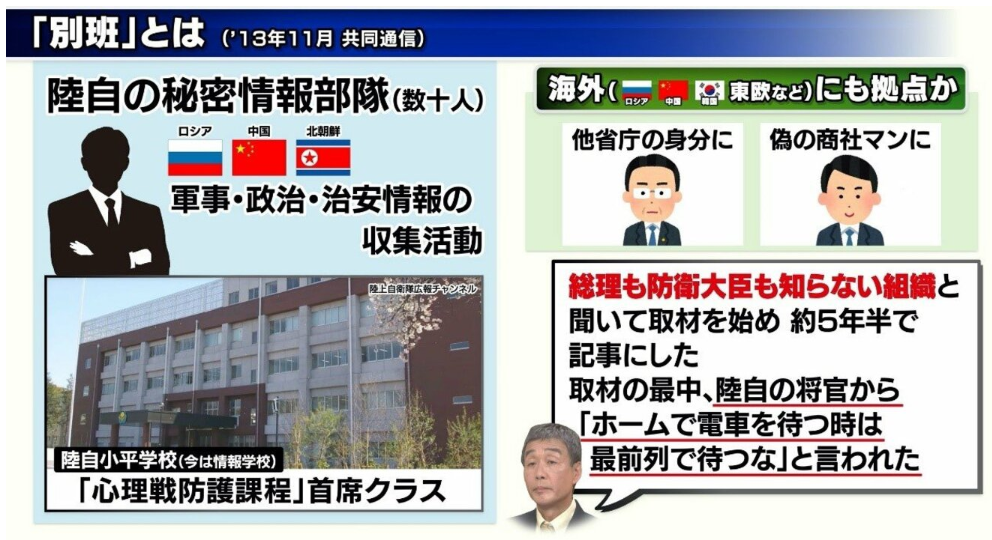 「別班」とは（'13年11月 共同通信）
陸自の秘密情報部隊（数十人）
ロシア 中国 北朝鮮
軍事・政治・治安情報の
収集活動
陸上自衛隊広報チャンネル
陸自小平学校（今は情報学校）
「心理戦防護課程」首席クラス
海外（ロシア 中国 韓国 東欧など）にも拠点か
他省庁の身分に
偽の商社マンに
総理も防衛大臣も知らない組織と
聞いて取材を始め 約5年半で
記事にした
取材の最中、陸自の将官から
「ホームで電車を待つ時は
最前列で待つな」と言われた